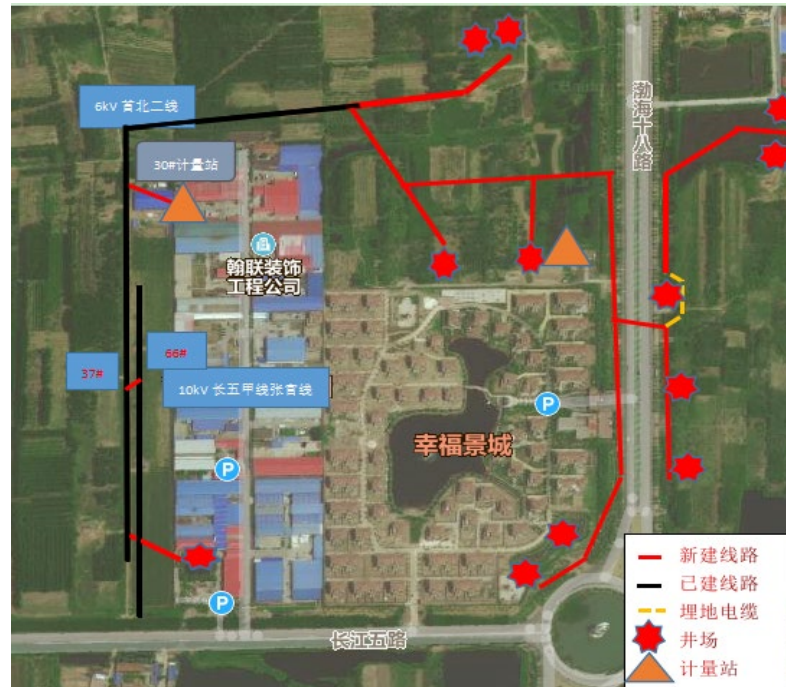 6kV 首北二线
30#计量站
翰联装饰
工程公司
渤海十八路
66#
37#
10kV 长五甲线张官线
P
幸福景城
P
P
长江五路
新建线路
已建线路
埋地电缆
井场
计量站